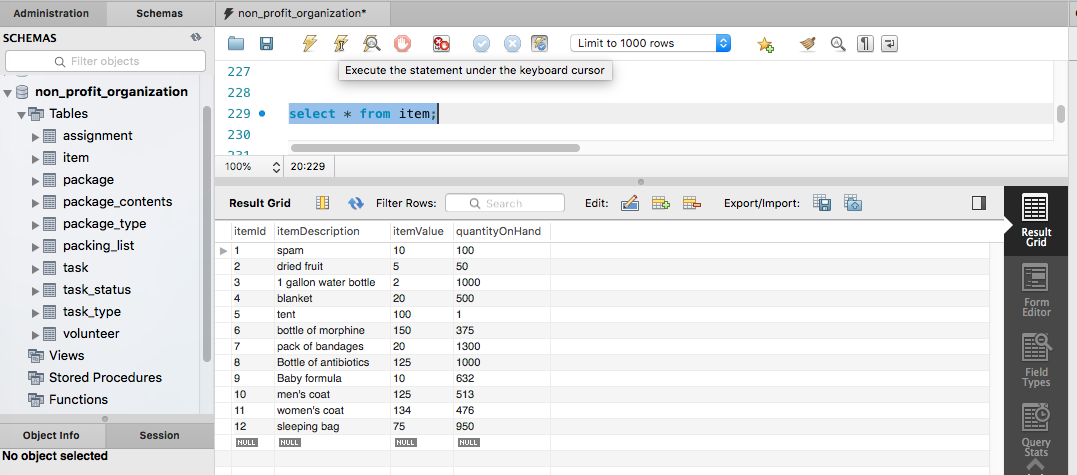 Administration Schemas non_profit_organization*
SCHEMAS
Filter objects
non_profit_organization
Tables
assignment
item
package
package_contents
package_type
packing_list
task
task_status
task_type
volunteer
Views
Stored Procedures
Functions
Object Info Session
No object selected
Limit to 1000 rows
Execute the statement under the keyboard cursor
227
228
229 select * from item;
230
231
100% 20:229
Result Grid Filter Rows: Search Edit: Export/Import:
itemId itemDescription itemValue quantityOnHand
1 spam 10 100
2 dried fruit 5 50
3 1 gallon water bottle 2 1000
4 blanket 20 500
5 tent 100 1
6 bottle of morphine 150 375
7 pack of bandages 20 1300
8 Bottle of antibiotics 125 1000
9 Baby formula 10 632
10 men's coat 125 513
11 women's coat 134 476
12 sleeping bag 75 950
NULL NULL NULL NULL
Result
Grid
Form
Editor
Field
Types
Query
Stats